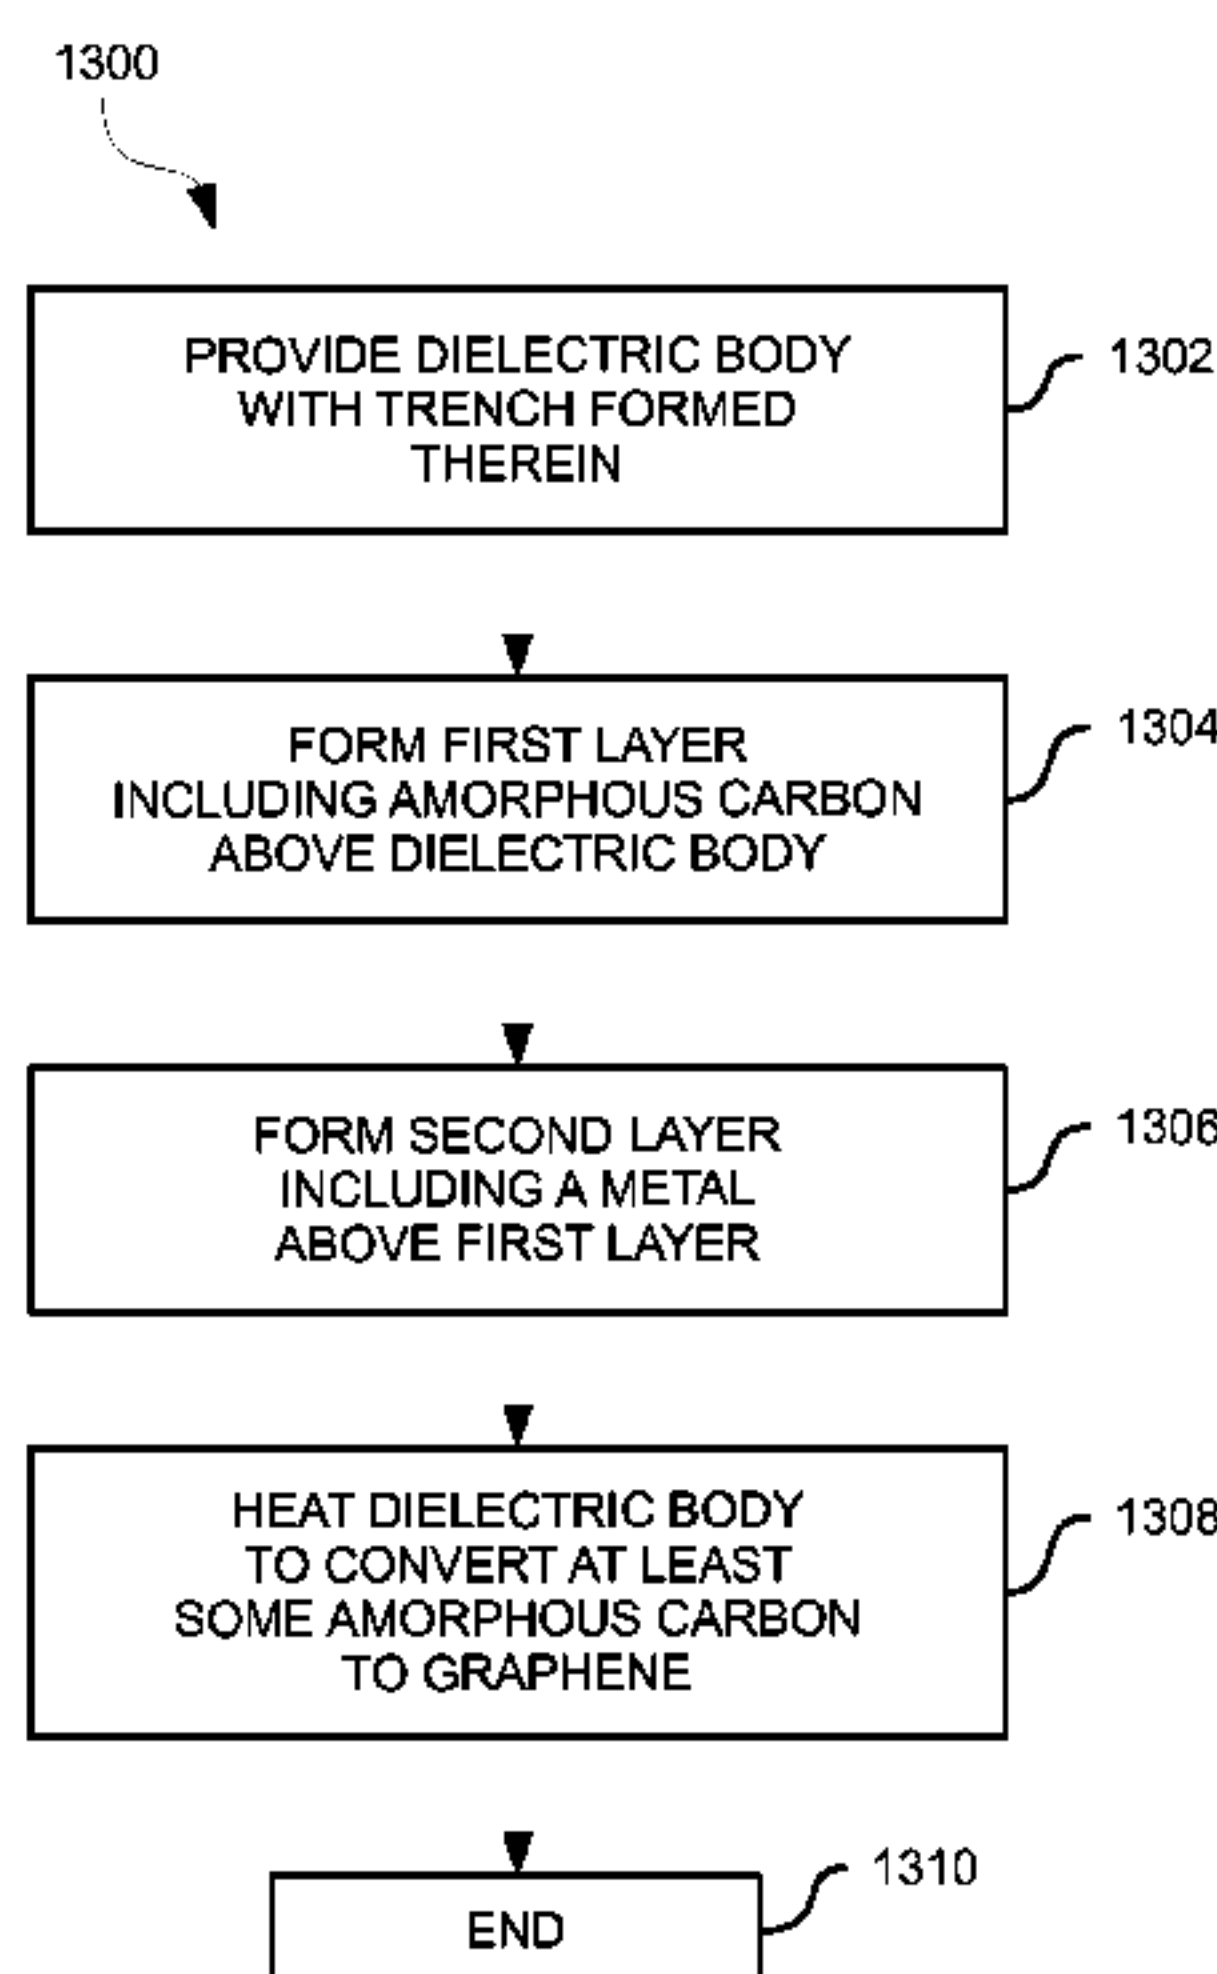 1300
PROVIDE DIELECTRIC BODY
WITH TRENCH FORMED
THEREIN
1302
FORM FIRST LAYER
INCLUDING AMORPHOUS CARBON
ABOVE DIELECTRIC BODY
1304
FORM SECOND LAYER
INCLUDING A METAL
ABOVE FIRST LAYER
1306
HEAT DIELECTRIC BODY
TO CONVERT AT LEAST
SOME AMORPHOUS CARBON
TO GRAPHENE
1308
END
1310